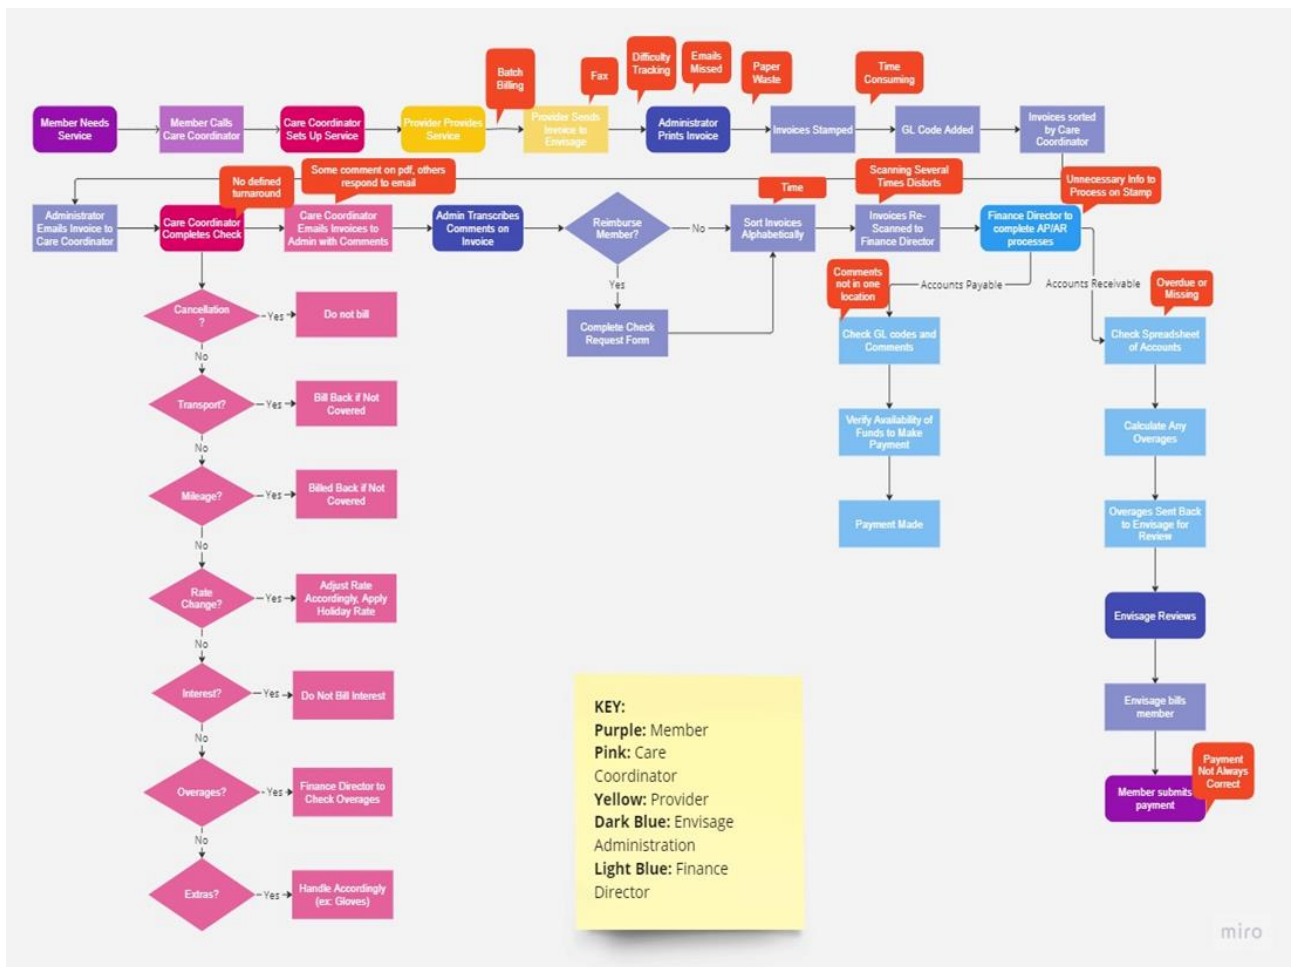 Batch
Billing
Fax
Difficulty
Tracking
Emails
Missed
Paper
Waste
Time
Consuming
Member Needs
Service
Member Calls
Care Coordinator
Care Coordinator
Sets Up Service
Provider Provides
Service
Provider Sends
Invoice to
Envisage
Administrator
Prints Invoice
Invoices Stamped
GL Code Added
Invoices sorted
by Care
Coordinator
No defined
turnaround
Some comment on pdf, others
respond to email
Time
Scanning Several
Times Distorts
Unnecessary Info to
Process on Stamp
Administrator
Emails Invoice to
Care Coordinator
Care Coordinator
Completes Check
Care Coordinator
Emails Invoices to
Admin with Comments
Admin Transcribes
Comments on
Invoice
Reimburse
Member?
No
Sort Invoices
Alphabetically
Invoices Re-
Scanned to
Finance Director
Finance Director to
complete AP/AR
processes
Yes
Complete Check
Request Form
Comments
not in one
location
Accounts Payable
Accounts Receivable
Overdue or
Missing
Cancellation
?
Yes
Do not bill
No
Transport?
Yes
Bill Back if Not
Covered
No
Mileage?
Yes
Billed Back if Not
Covered
No
Rate
Change?
Yes
Adjust Rate
Accordingly, Apply
Holiday Rate
No
Interest?
Yes
Do Not Bill Interest
No
Overages?
Yes
Finance Director to
Check Overages
No
Extras?
Yes
Handle Accordingly
(ex: Gloves)
Check GL codes and
Comments
Verify Availability of
Funds to Make
Payment
Payment Made
Check Spreadsheet
of Accounts
Calculate Any
Overages
Overages Sent Back
to Envisage for
Review
Envisage Reviews
Envisage bills
member
Payment
Not Always
Correct
Member submits
payment
KEY:
Purple: Member
Pink: Care
Coordinator
Yellow: Provider
Dark Blue: Envisage
Administration
Light Blue: Finance
Director
miro